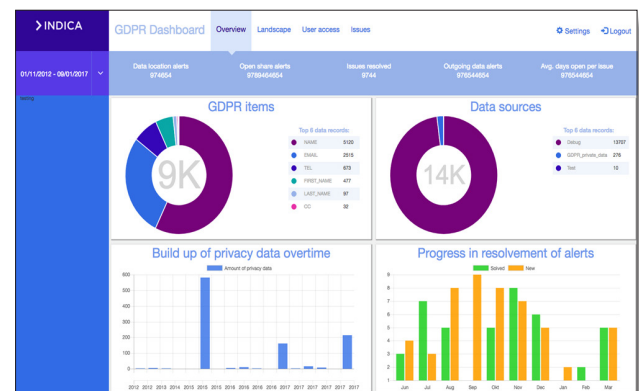 INDICA
GDPR Dashboard Overview Landscape User access Issues Settings Logout
01/11/2012 - 09/01/2017
Data location alerts Open share alerts Issues resolved Outgoing data alerts Avg. days open per issue
974654 9766464654 9744 976544654 976544654
GDPR items
9K
Top 6 data records:
NAME 5120
EMAIL 2515
TEL 673
FIRST_NAME 477
LAST_NAME 97
CC 32
Data sources
14K
Top 6 data records:
Debug 13707
GDPR_private_data 276
Test 10
Build up of privacy data overtime
Amount of privacy data
600
500
400
300
200
100
0
2012 2012 2013 2014 2015 2015 2015 2016 2016 2016 2017 2017 2017 2017 2017
Progress in resolvement of alerts
Solved New
9
8
7
6
5
4
3
2
1
Jun Jul Aug Sep Okt Nov Dec Jan Feb Mar